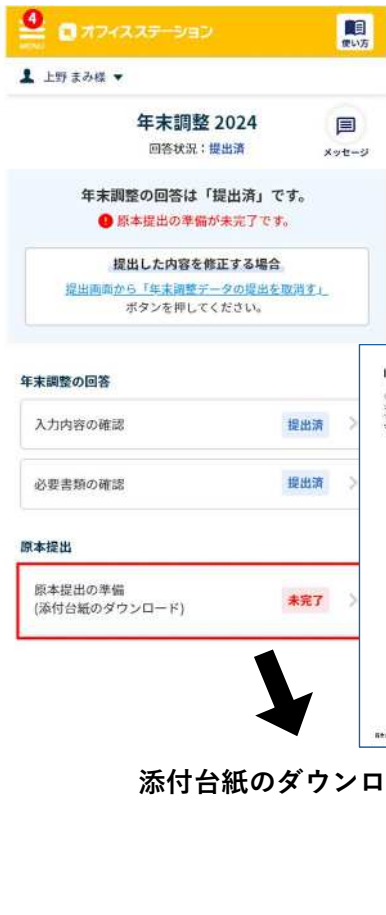 4
MENU
オフィスステーション
使い方
上野 まみ様 ▼
年末調整 2024
回答状況：提出済
メッセージ
年末調整の回答は「提出済」です。
原本提出の準備が未完了です。
提出した内容を修正する場合
提出画面から「年末調整データの提出を取消す」
ボタンを押してください。
年末調整の回答
入力内容の確認
提出済
必要書類の確認
提出済
原本提出
原本提出の準備
(添付台紙のダウンロード)
未完了
添付台紙のダウンロ